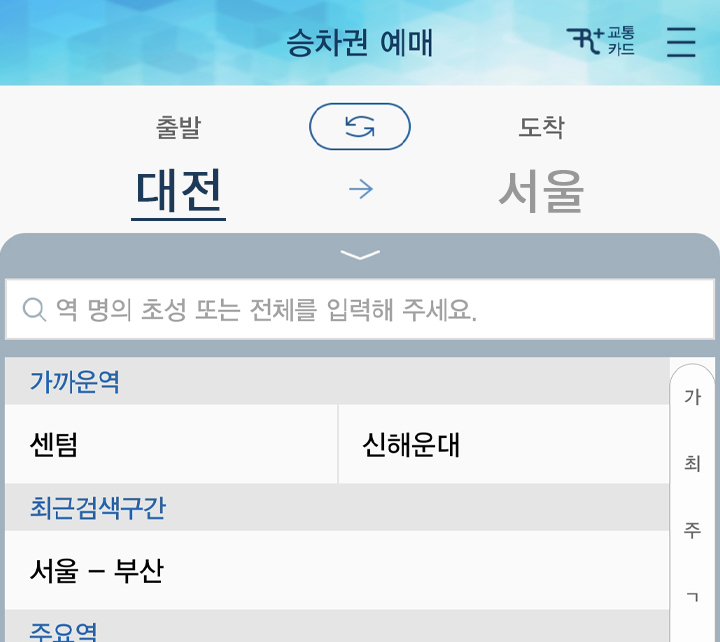 승차권 예매
R+ 교통
카드
출발
도착
대전
서울
역 명의 초성 또는 전체를 입력해 주세요.
가까운역
가
센텀
신해운대
최
최근검색구간
주
서울 – 부산
ㄱ
주요역